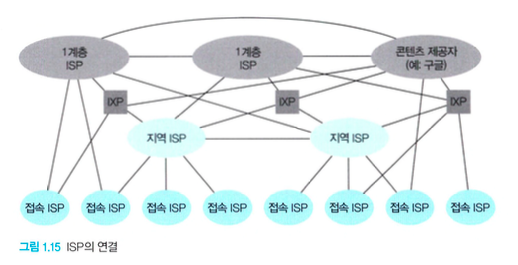 1계층
ISP
1계층
ISP
콘텐츠 제공자
(예: 구글)
IXP
IXP
IXP
지역 ISP
지역 ISP
접속 ISP
접속 ISP
접속 ISP
접속 ISP
접속 ISP
접속 ISP
접속 ISP
접속 ISP
그림 1.15 ISP의 연결